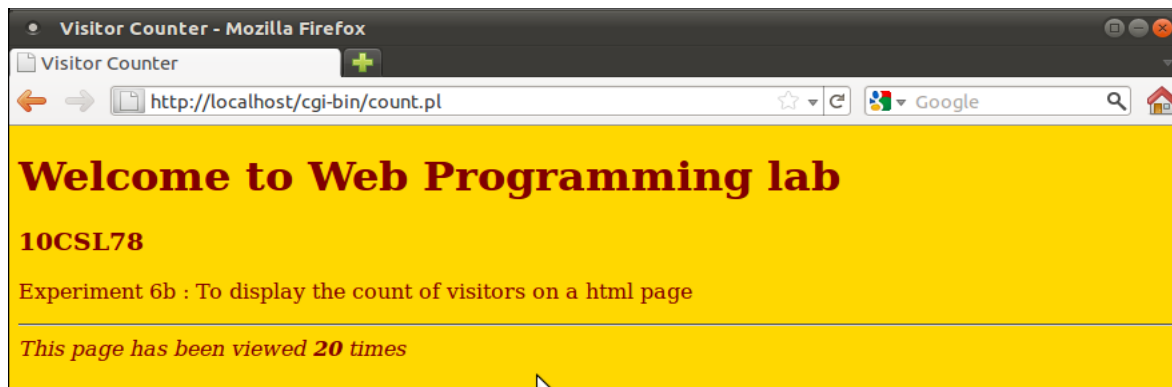 Visitor Counter - Mozilla Firefox
Visitor Counter
http://localhost/cgi-bin/count.pl
Google
Welcome to Web Programming lab
10CSL78
Experiment 6b : To display the count of visitors on a html page
This page has been viewed 20 times